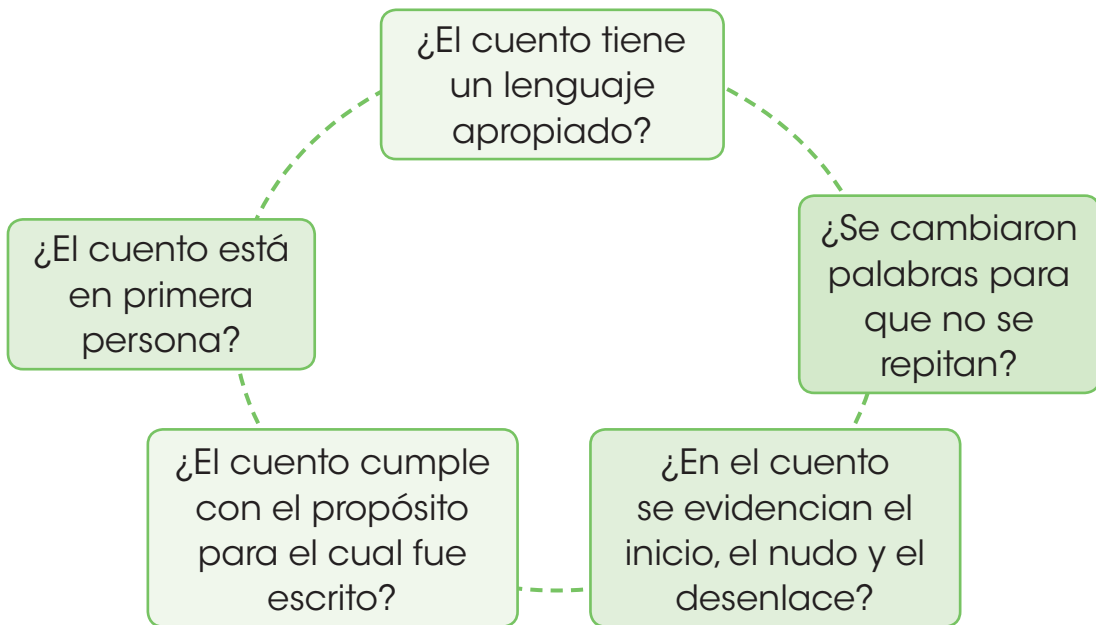 ¿El cuento tiene
un lenguaje
apropiado?
¿Se cambiaron
palabras para
que no se
repitan?
¿En el cuento
se evidencian el
inicio, el nudo y el
desenlace?
¿El cuento cumple
con el propósito
para el cual fue
escrito?
¿El cuento está
en primera
persona?